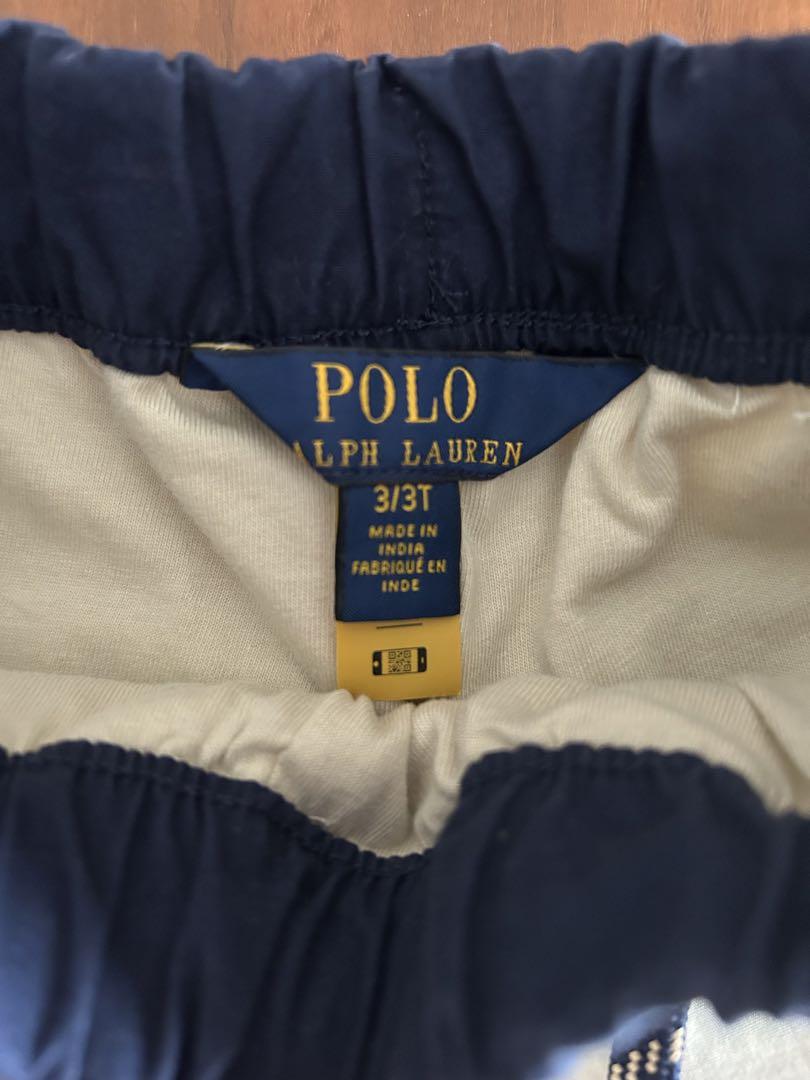 POLO
ALPH LAUREN
3/3T
MADE IN
INDIA
FABRIQUÉ EN
INDE